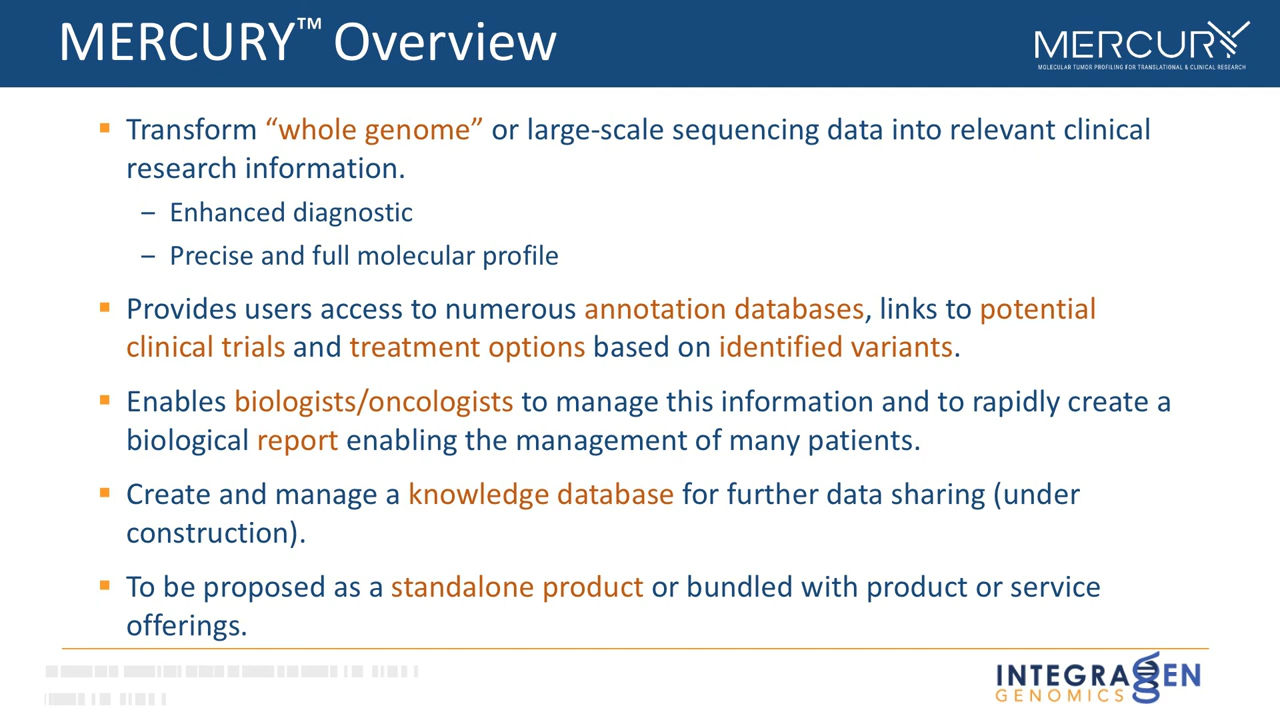 MERCURY™ Overview
MERCURY
MOLECULAR TUMOR PROFILING FOR TRANSLATIONAL & CLINICAL RESEARCH
▪ Transform “whole genome” or large-scale sequencing data into relevant clinical
research information.
– Enhanced diagnostic
– Precise and full molecular profile
▪ Provides users access to numerous annotation databases, links to potential
clinical trials and treatment options based on identified variants.
▪ Enables biologists/oncologists to manage this information and to rapidly create a
biological report enabling the management of many patients.
▪ Create and manage a knowledge database for further data sharing (under
construction).
▪ To be proposed as a standalone product or bundled with product or service
offerings.
INTEGRAGEN
GENOMICS